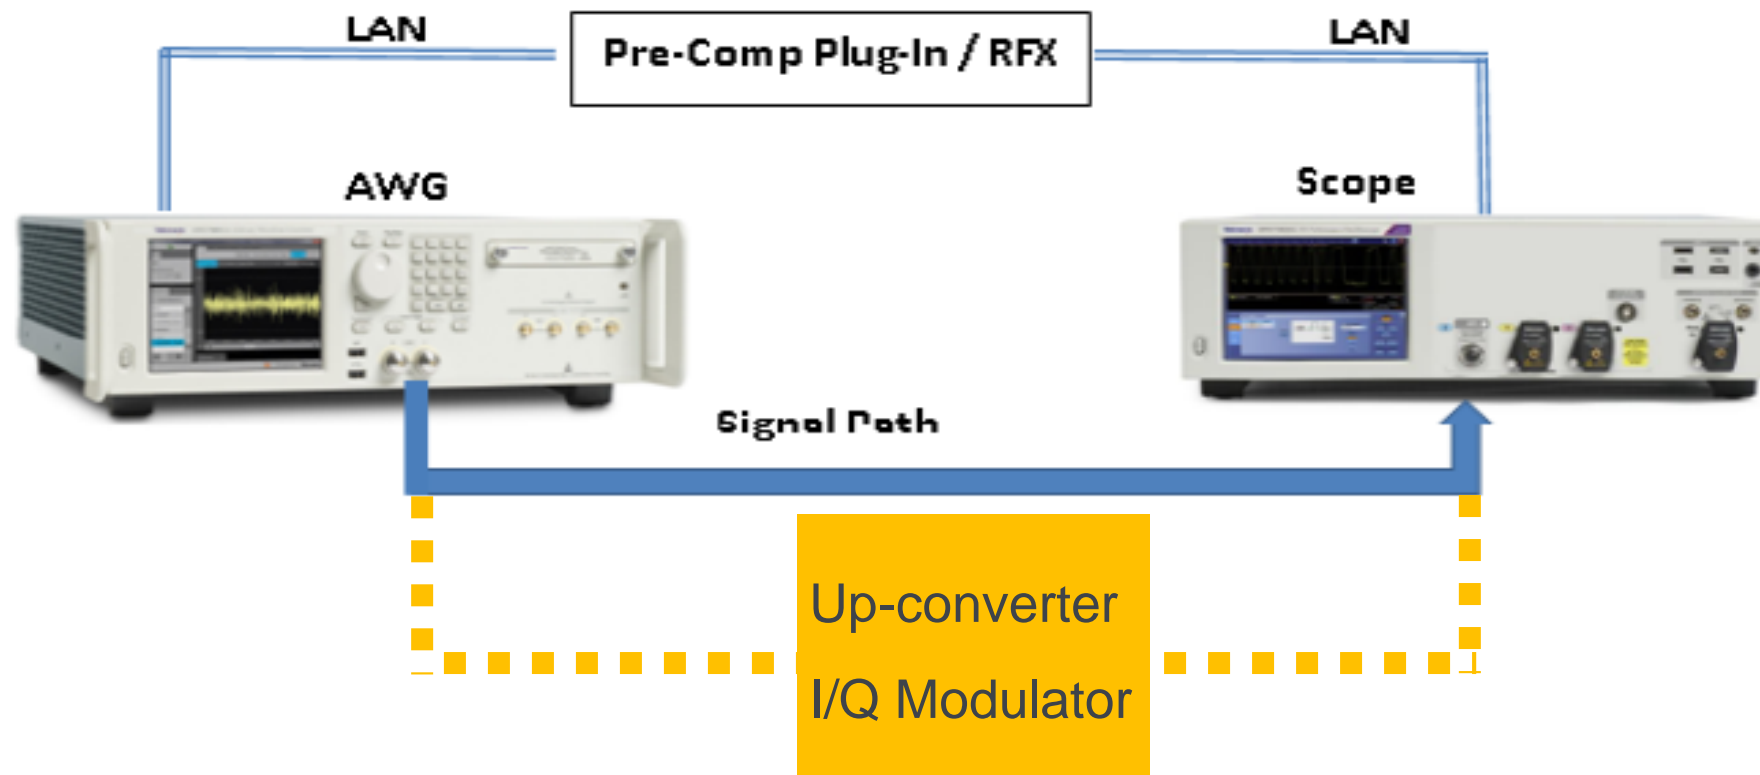 LAN
Pre-Comp Plug-In / RFX
LAN
AWG
Scope
Signal Path
Up-converter
I/Q Modulator